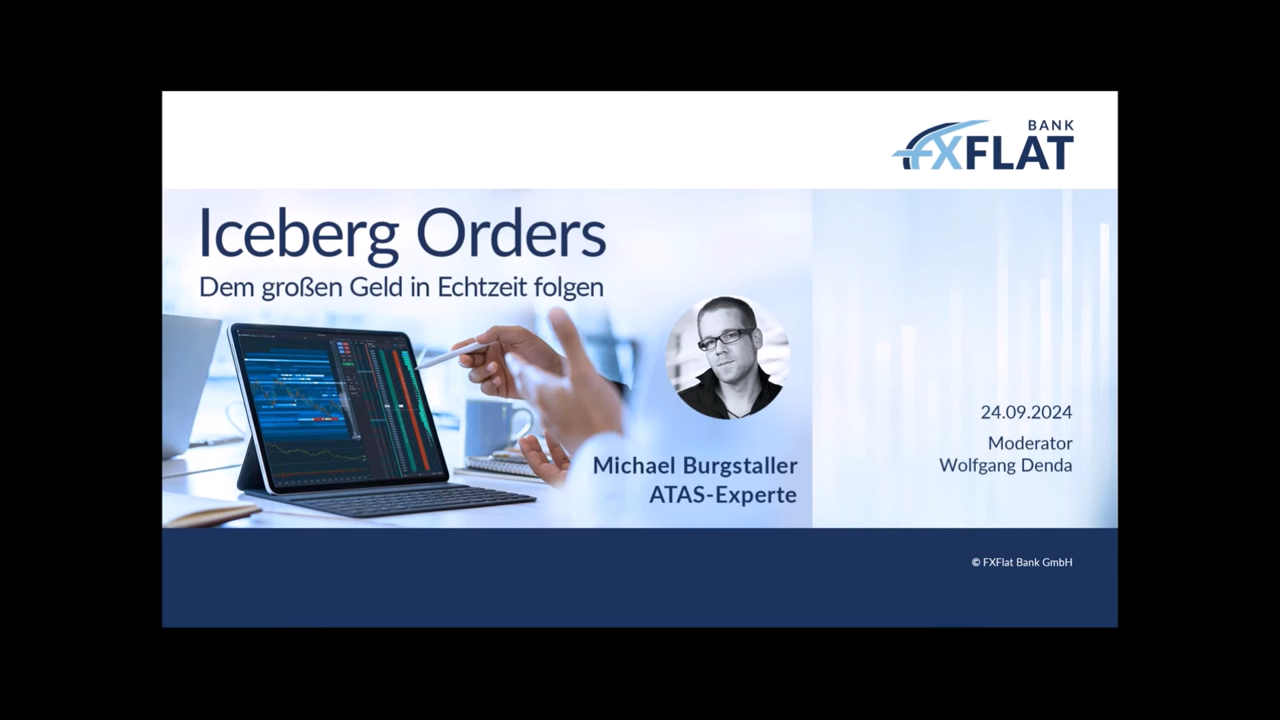 BANK
FXFLAT
Iceberg Orders
Dem großen Geld in Echtzeit folgen
24.09.2024
Moderator
Wolfgang Denda
Michael Burgstaller
ATAS-Experte
© FXFlat Bank GmbH